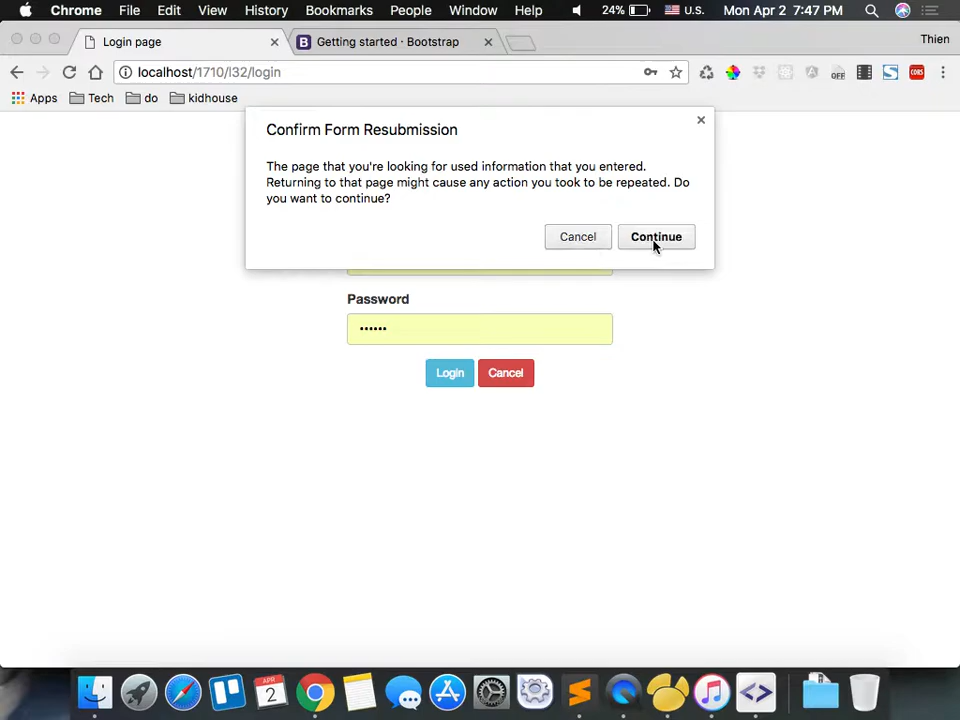 Chrome File Edit View History Bookmarks People Window Help 24% U.S. Mon Apr 2 7:47 PM
Login page Getting started · Bootstrap Thien
localhost/1710/l32/login OFF CORS
Apps Tech do kidhouse
Confirm Form Resubmission
The page that you're looking for used information that you entered.
Returning to that page might cause any action you took to be repeated. Do
you want to continue?
Cancel Continue
Password
••••••
Login Cancel
2